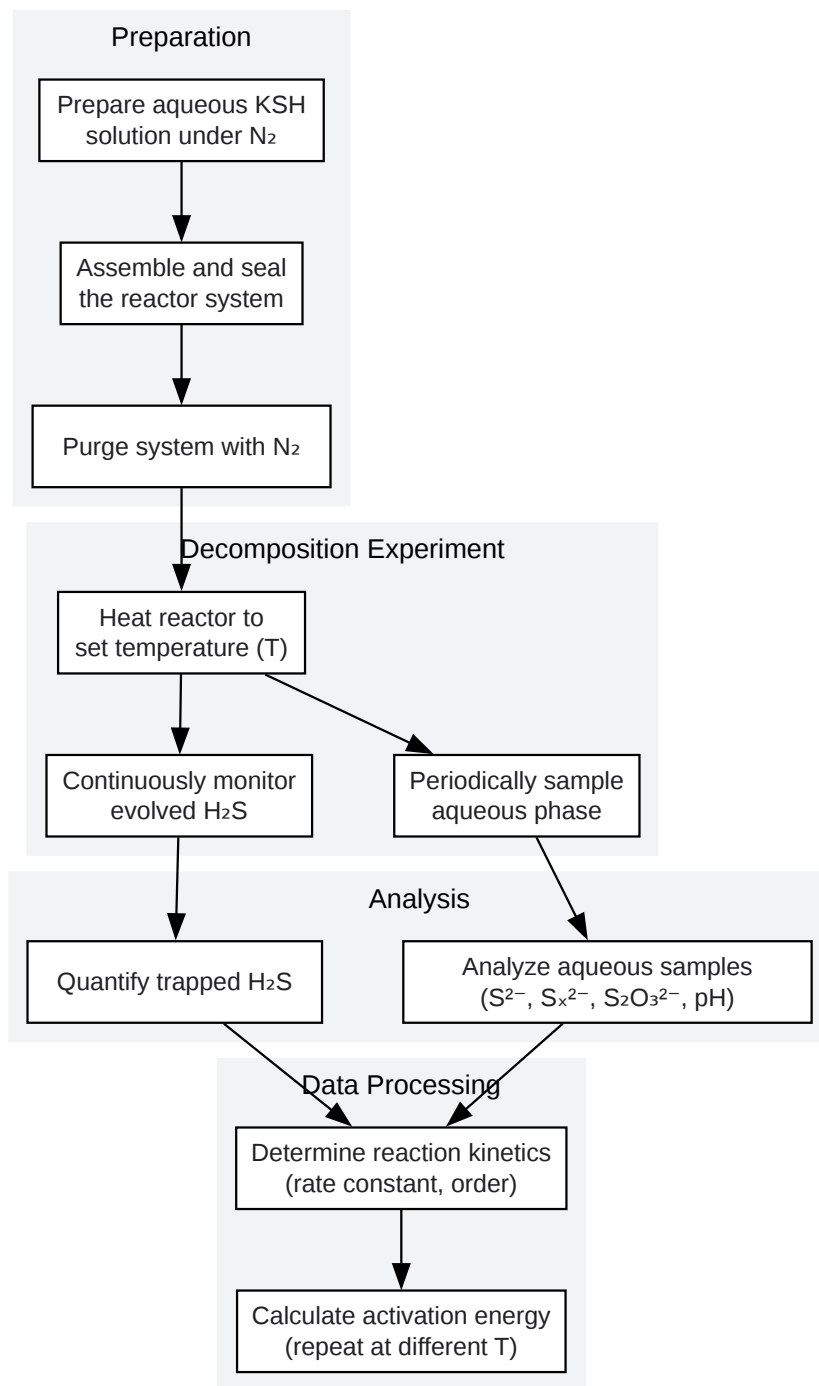 Preparation
Prepare aqueous KSH
solution under N₂
Assemble and seal
the reactor system
Purge system with N₂
Decomposition Experiment
Heat reactor to
set temperature (T)
Continuously monitor
evolved H₂S
Periodically sample
aqueous phase
Analysis
Quantify trapped H₂S
Analyze aqueous samples
(S²⁻, Sₓ²⁻, S₂O₃²⁻, pH)
Data Processing
Determine reaction kinetics
(rate constant, order)
Calculate activation energy
(repeat at different T)